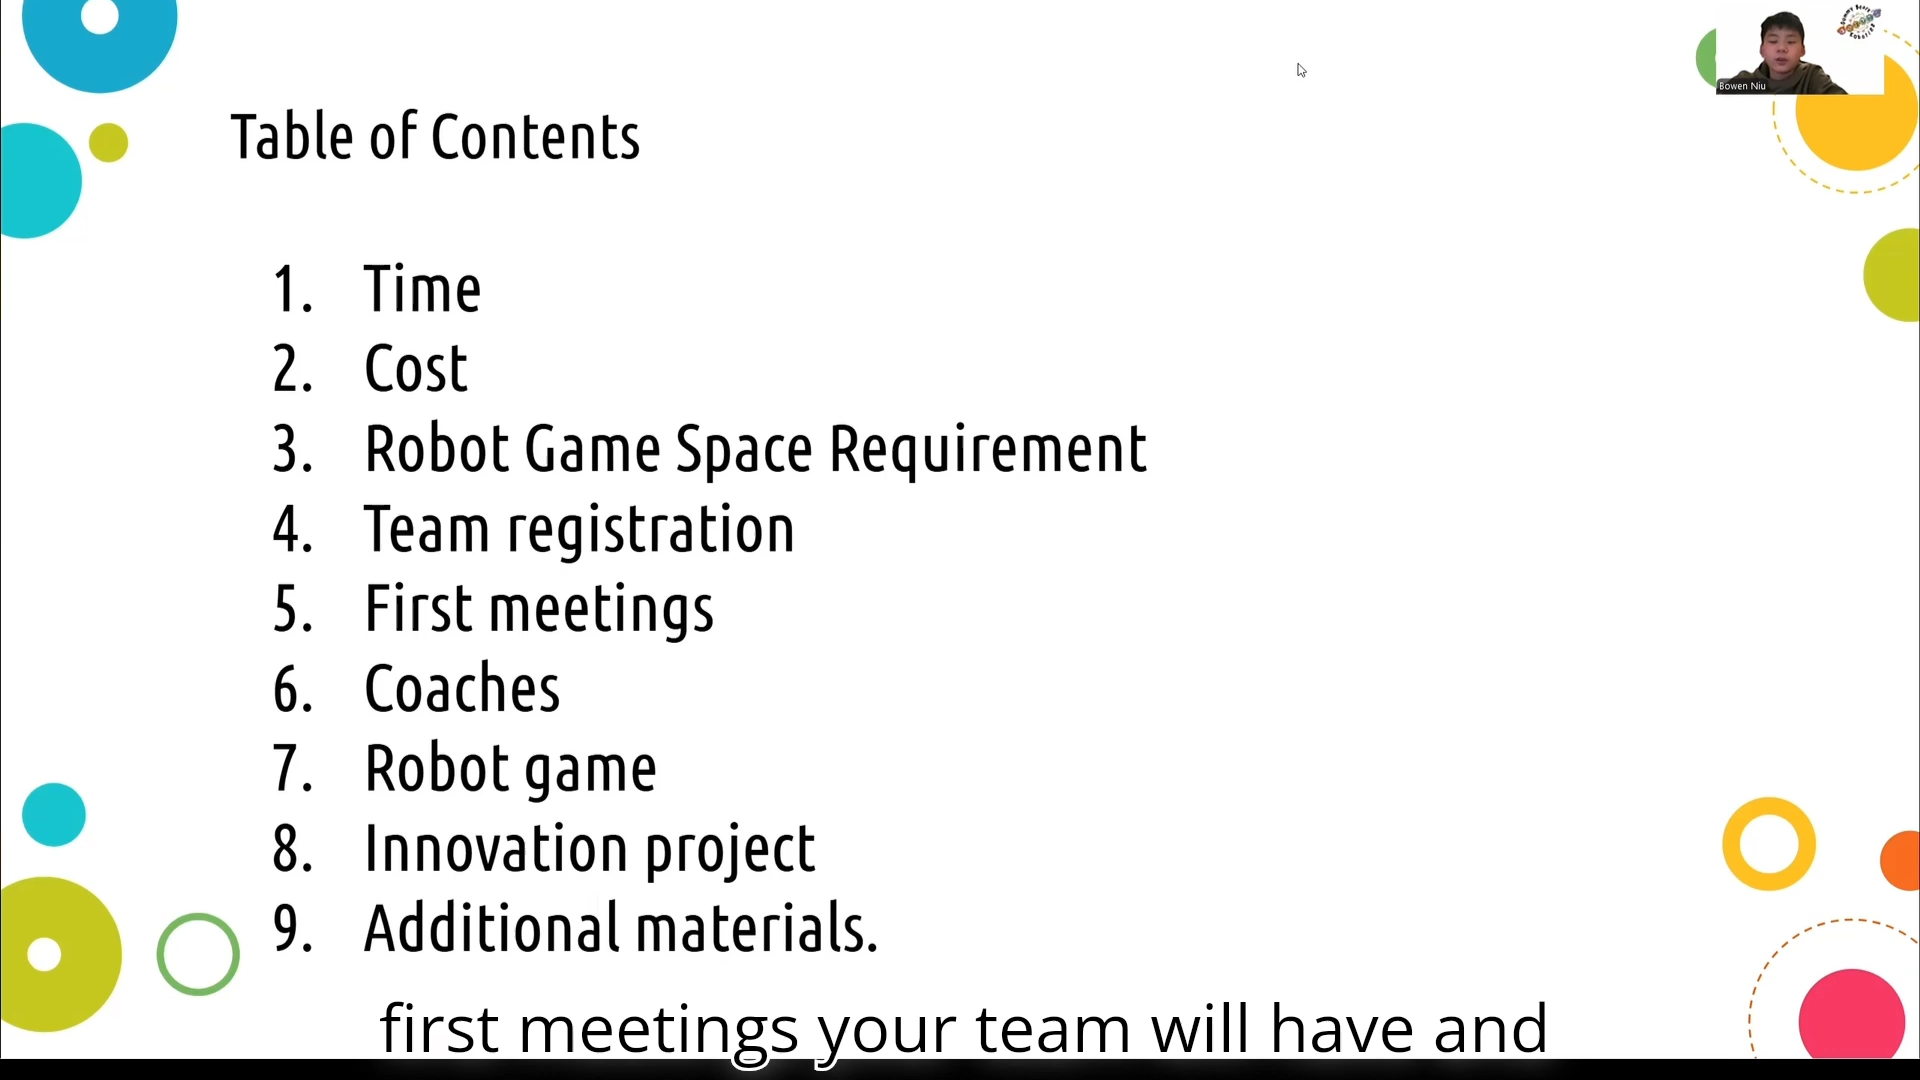 Table of Contents
1. Time
2. Cost
3. Robot Game Space Requirement
4. Team registration
5. First meetings
6. Coaches
7. Robot game
8. Innovation project
9. Additional materials.
first meetings your team will have and
Bowen Niu